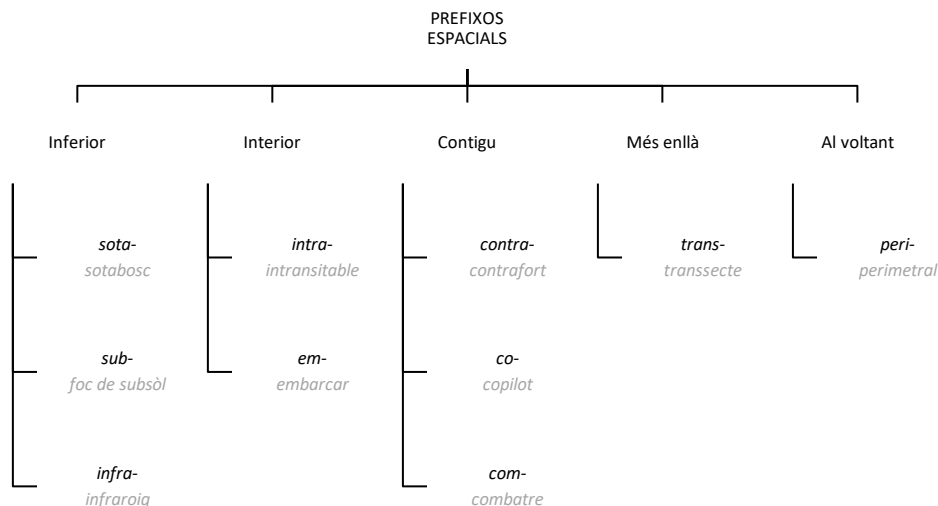 PREFIXOS
ESPACIALS
Inferior
Interior
Contigu
Més enllà
Al voltant
sota-
sotabosc
intra-
intransitable
contra-
contrafort
trans-
transsecte
peri-
perimetral
sub-
foc de subsòl
em-
embarcar
co-
copilot
infra-
infraroig
com-
combatre